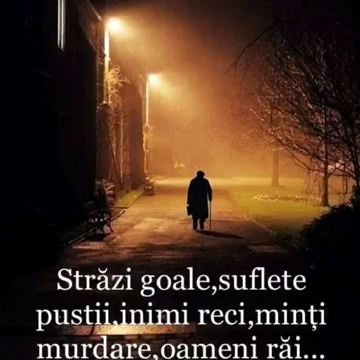 Străzi goale,suflete
pustii,inimi reci,minți
murdare,oameni răi...